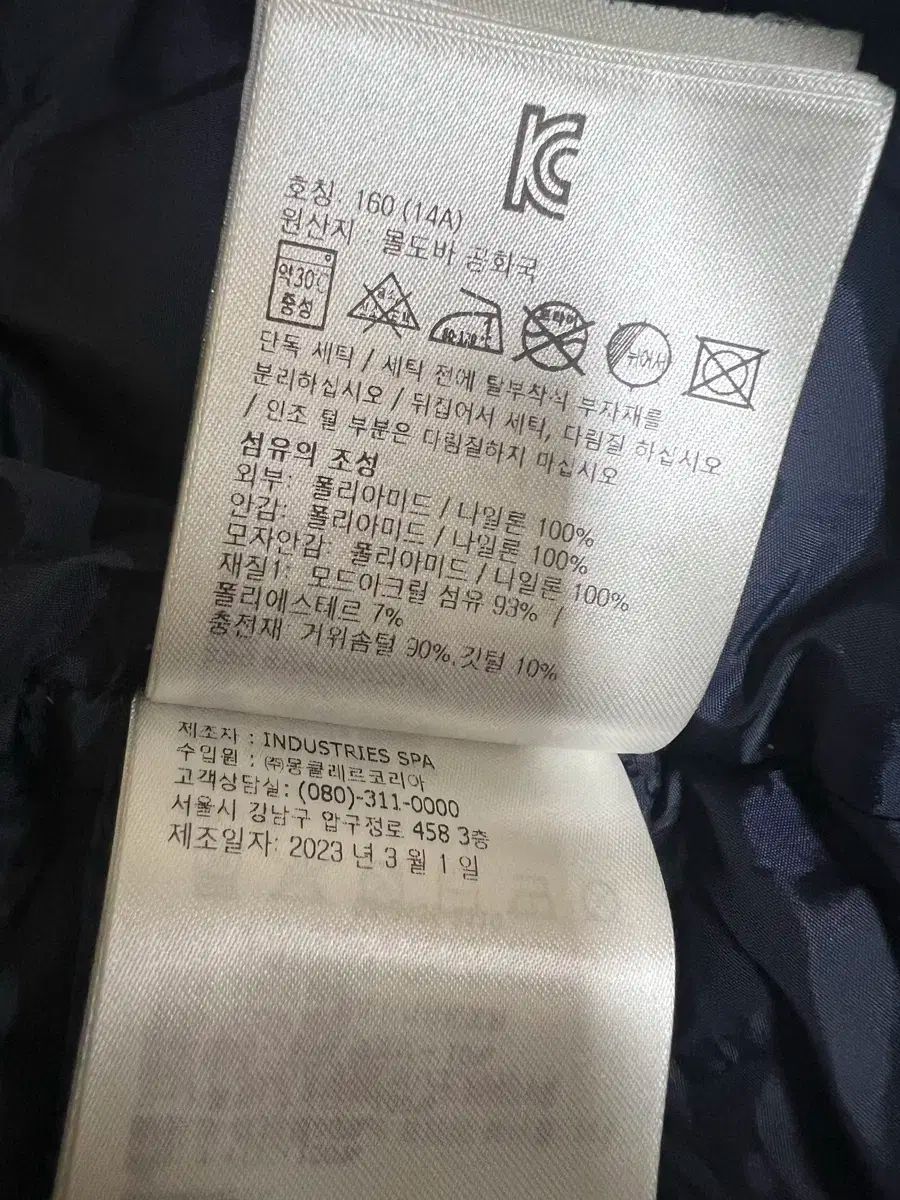 KC
호칭: 160 (14A)
원산지 몰도바 공화국
약30℃
중성
드라이
뉘어서
단독 세탁 / 세탁 전에 탈부착식 부자재를
분리하십시오 / 뒤집어서 세탁, 다림질 하십시오
/ 인조 털 부분은 다림질하지 마십시오
섬유의 조성
외부: 폴리아미드 / 나일론 100%
안감: 폴리아미드 / 나일론 100%
모자안감: 폴리아미드 / 나일론 100%
재질1: 모드아크릴 섬유 93% /
폴리에스테르 7%
충전재 거위솜털 90%, 깃털 10%
제조자 : INDUSTRIES SPA
수입원 : ㈜몽클레르코리아
고객상담실: (080)-311-0000
서울시 강남구 압구정로 458 3층
제조일자: 2023 년 3 월 1 일